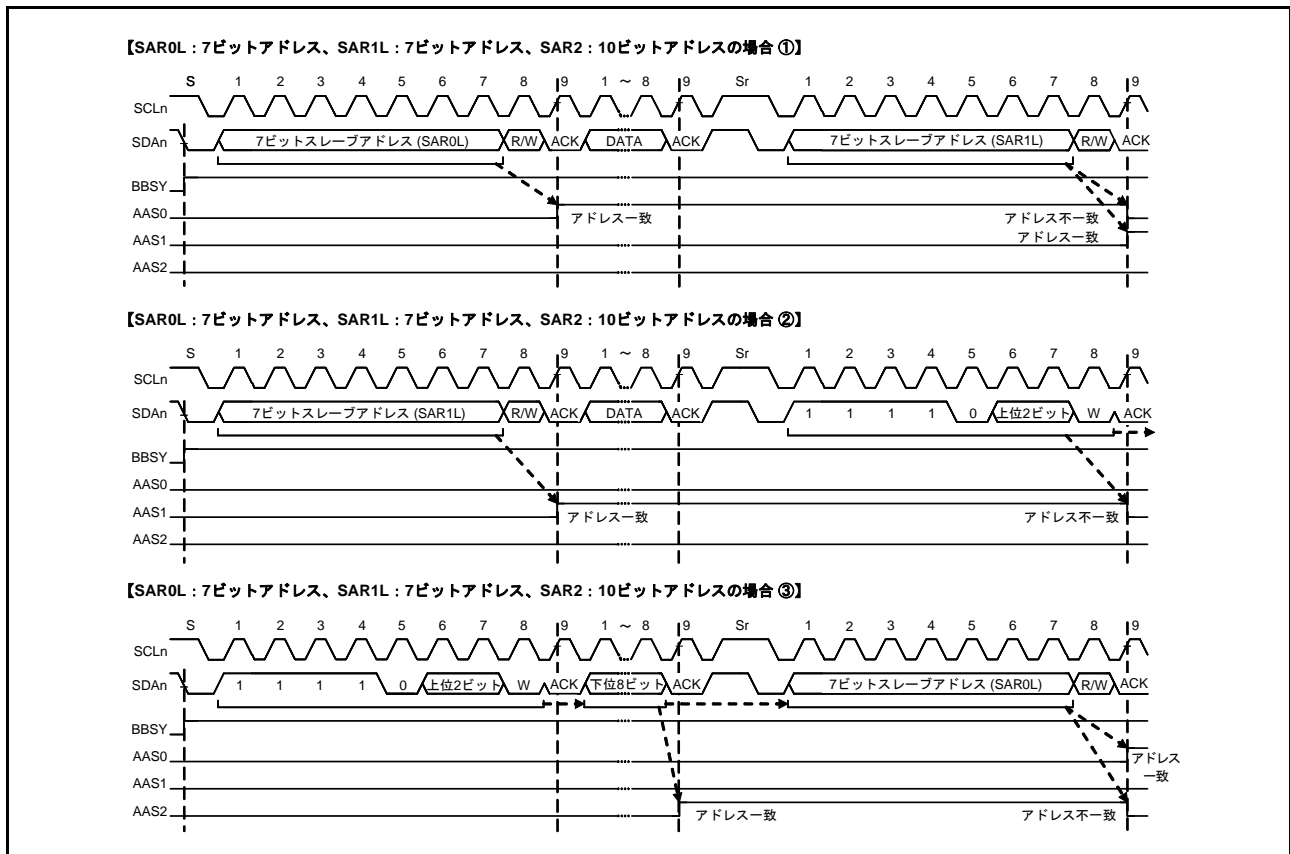 【SAR0L：7ビットアドレス、SAR1L：7ビットアドレス、SAR2：10ビットアドレスの場合 ①】
S 1 2 3 4 5 6 7 8 9 1 ～ 8 9 Sr 1 2 3 4 5 6 7 8 9
SCLn
SDAn 7ビットスレーブアドレス (SAR0L) R/W ACK DATA ACK 7ビットスレーブアドレス (SAR1L) R/W ACK
BBSY
AAS0 アドレス一致 アドレス不一致
アドレス一致
AAS1
AAS2
【SAR0L：7ビットアドレス、SAR1L：7ビットアドレス、SAR2：10ビットアドレスの場合 ②】
S 1 2 3 4 5 6 7 8 9 1 ～ 8 9 Sr 1 2 3 4 5 6 7 8 9
SCLn
SDAn 7ビットスレーブアドレス (SAR1L) R/W ACK DATA ACK 1 1 1 1 0 上位2ビット W ACK
BBSY
AAS0
AAS1 アドレス一致 アドレス不一致
AAS2
【SAR0L：7ビットアドレス、SAR1L：7ビットアドレス、SAR2：10ビットアドレスの場合 ③】
S 1 2 3 4 5 6 7 8 9 1 ～ 8 9 Sr 1 2 3 4 5 6 7 8 9
SCLn
SDAn 1 1 1 1 0 上位2ビット W ACK 下位8ビット ACK 7ビットスレーブアドレス (SAR0L) R/W ACK
BBSY
AAS0 アドレス
一致
AAS1
AAS2 アドレス一致 アドレス不一致